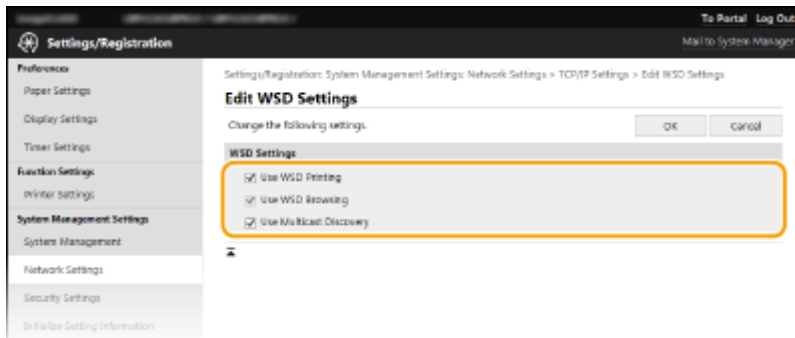 To Portal Log Out
Settings/Registration
Mail to System Manager
Preferences
Paper Settings
Display Settings
Timer Settings
Function Settings
Printer Settings
System Management Settings
System Management
Network Settings
Security Settings
Initialize Setting Information
Settings/Registration: System Management Settings: Network Settings > TCP/IP Settings > Edit WSD Settings
Edit WSD Settings
Change the following settings.
OK
Cancel
WSD Settings
Use WSD Printing
Use WSD Browsing
Use Multicast Discovery